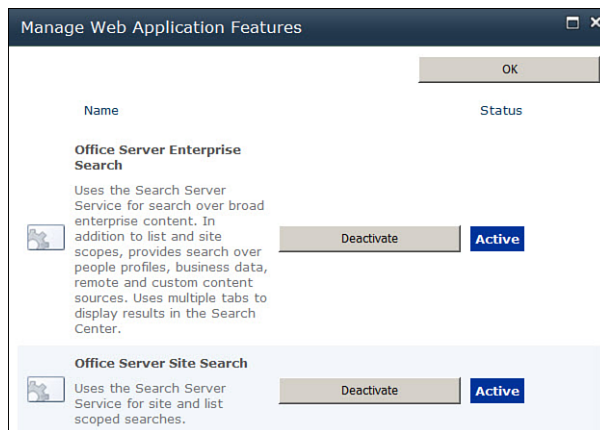 Manage Web Application Features
OK
Name Status
Office Server Enterprise
Search
Uses the Search Server
Service for search over broad
enterprise content. In
addition to list and site
scopes, provides search over
people profiles, business data,
remote and custom content
sources. Uses multiple tabs to
display results in the Search
Center.
Deactivate Active
Office Server Site Search
Uses the Search Server
Service for site and list
scoped searches.
Deactivate Active